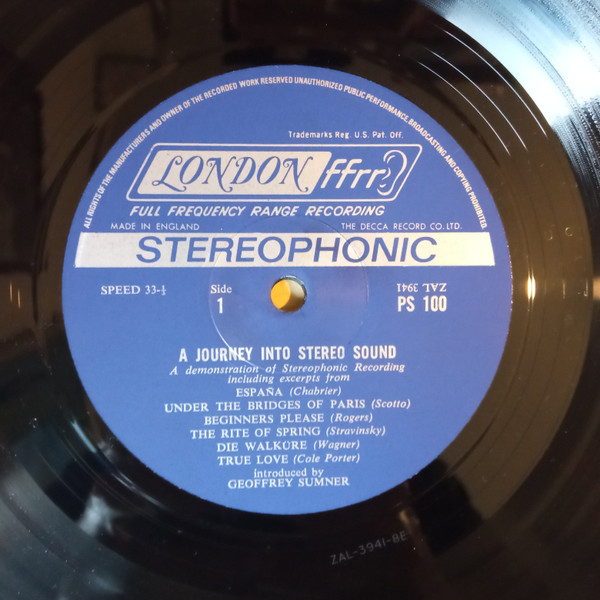 ALL RIGHTS OF THE MANUFACTURERS AND OWNER OF THE RECORDED WORK RESERVED UNAUTHORIZED PUBLIC PERFORMANCE, BROADCASTING AND COPYING PROHIBITED.
Trademarks Reg. U.S. Pat. Off.
LONDON ffrr
FULL FREQUENCY RANGE RECORDING
MADE IN ENGLAND THE DECCA RECORD CO. LTD.
STEREOPHONIC
SPEED 33-⅓ Side ZAL 3941
1 PS 100
A JOURNEY INTO STEREO SOUND
A demonstration of Stereophonic Recording
including excerpts from
ESPAÑA (Chabrier)
UNDER THE BRIDGES OF PARIS (Scotto)
BEGINNERS PLEASE (Rogers)
THE RITE OF SPRING (Stravinsky)
DIE WALKÜRE (Wagner)
TRUE LOVE (Cole Porter)
introduced by
GEOFFREY SUMNER
ZAL-3941-8E